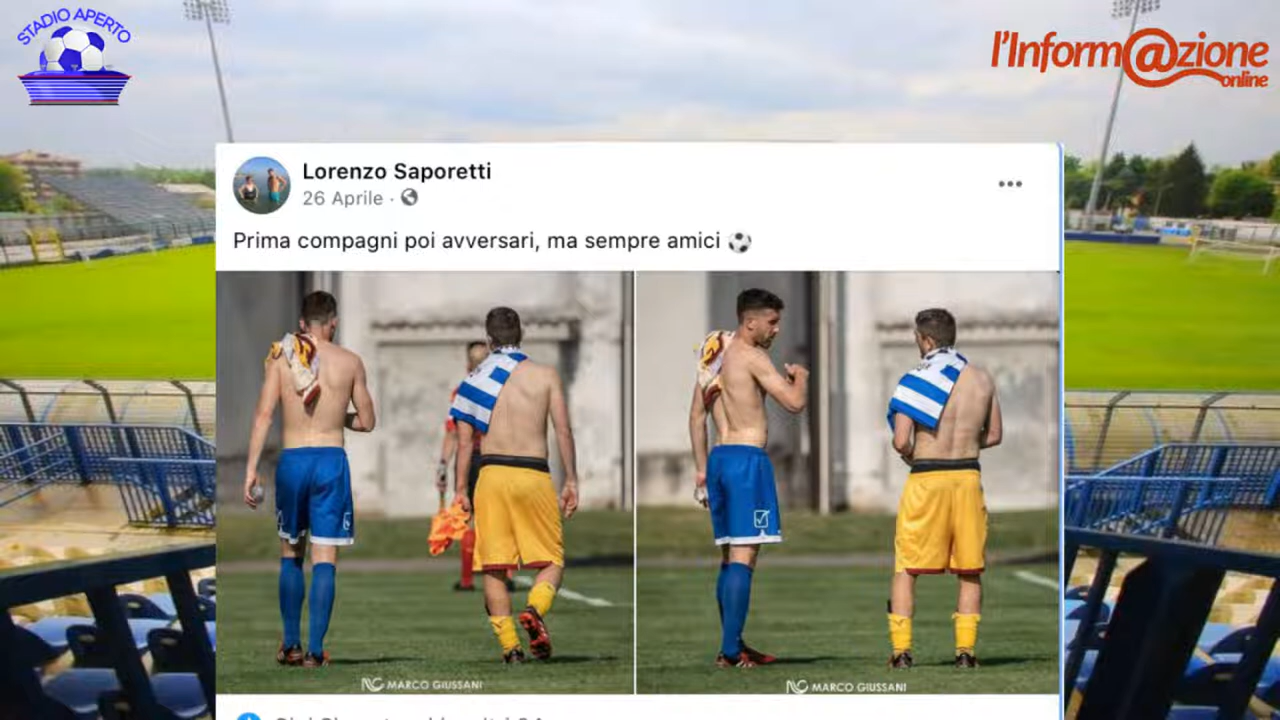 STADIO APERTO
l'Inform@zione
online
Lorenzo Saporetti
26 Aprile ·
Prima compagni poi avversari, ma sempre amici
MARCO GIUSSANI
MARCO GIUSSANI